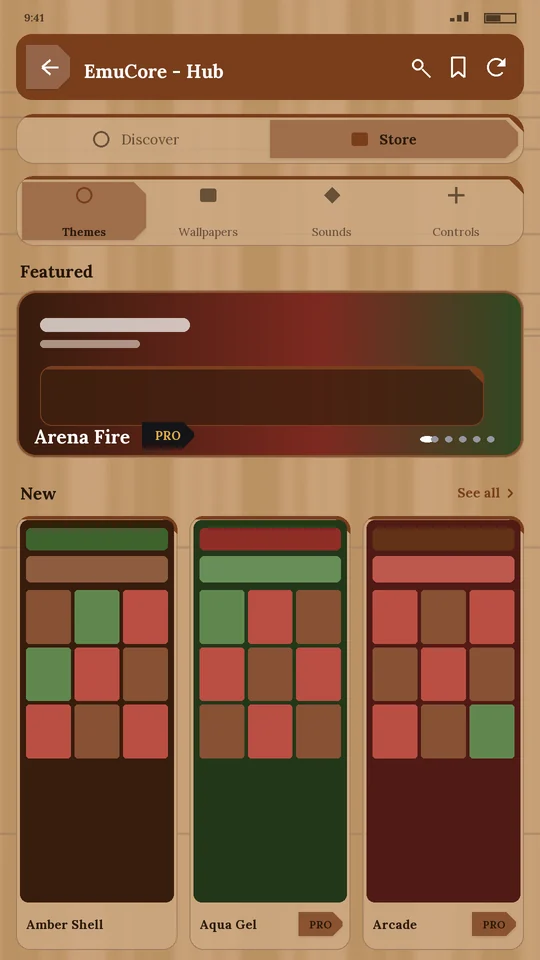 9:41
EmuCore - Hub
Discover
Store
Themes
Wallpapers
Sounds
Controls
Featured
Arena Fire
PRO
New
See all
Amber Shell
Aqua Gel
PRO
Arcade
PRO